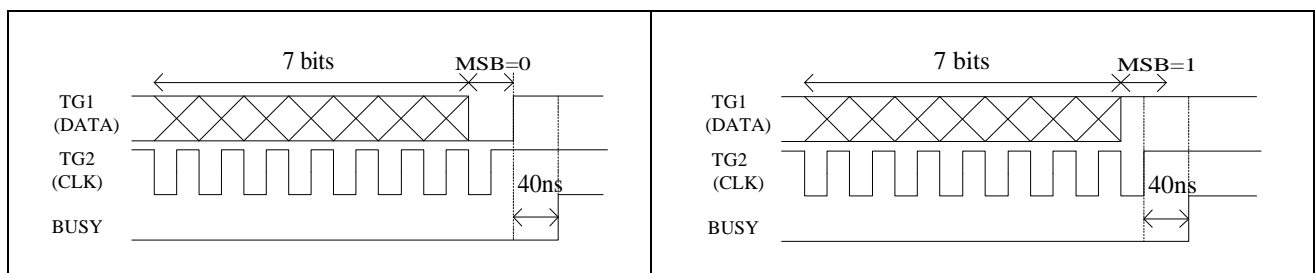 7 bits
MSB=0
TG1
(DATA)
TG2
(CLK)
40ns
BUSY
7 bits
MSB=1
TG1
(DATA)
TG2
(CLK)
40ns
BUSY